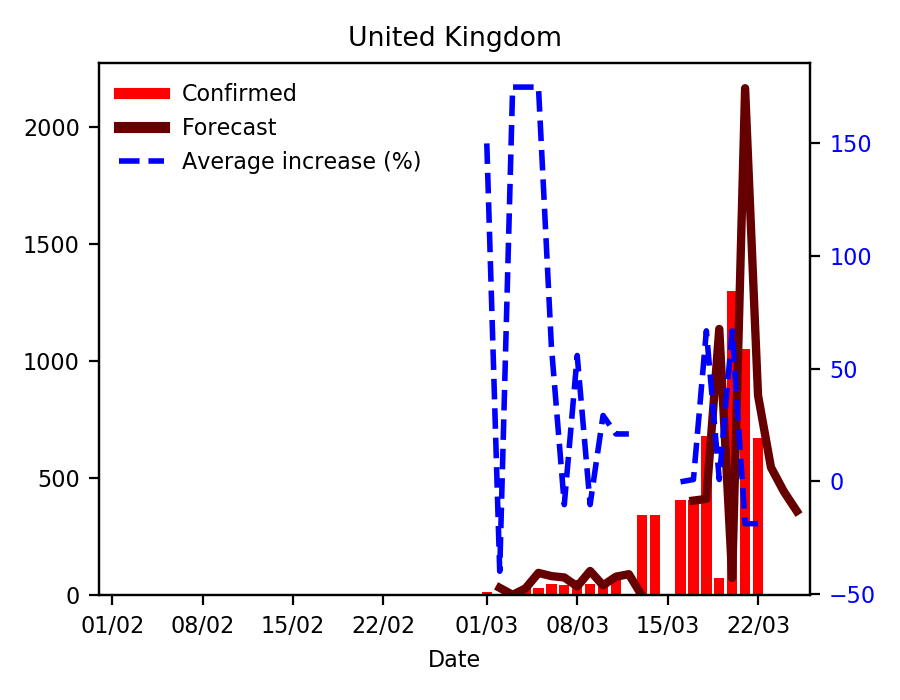 United Kingdom
Confirmed
Forecast
Average increase (%)
2000
1500
1000
500
0
150
100
50
0
−50
01/02 08/02 15/02 22/02 01/03 08/03 15/03 22/03
Date